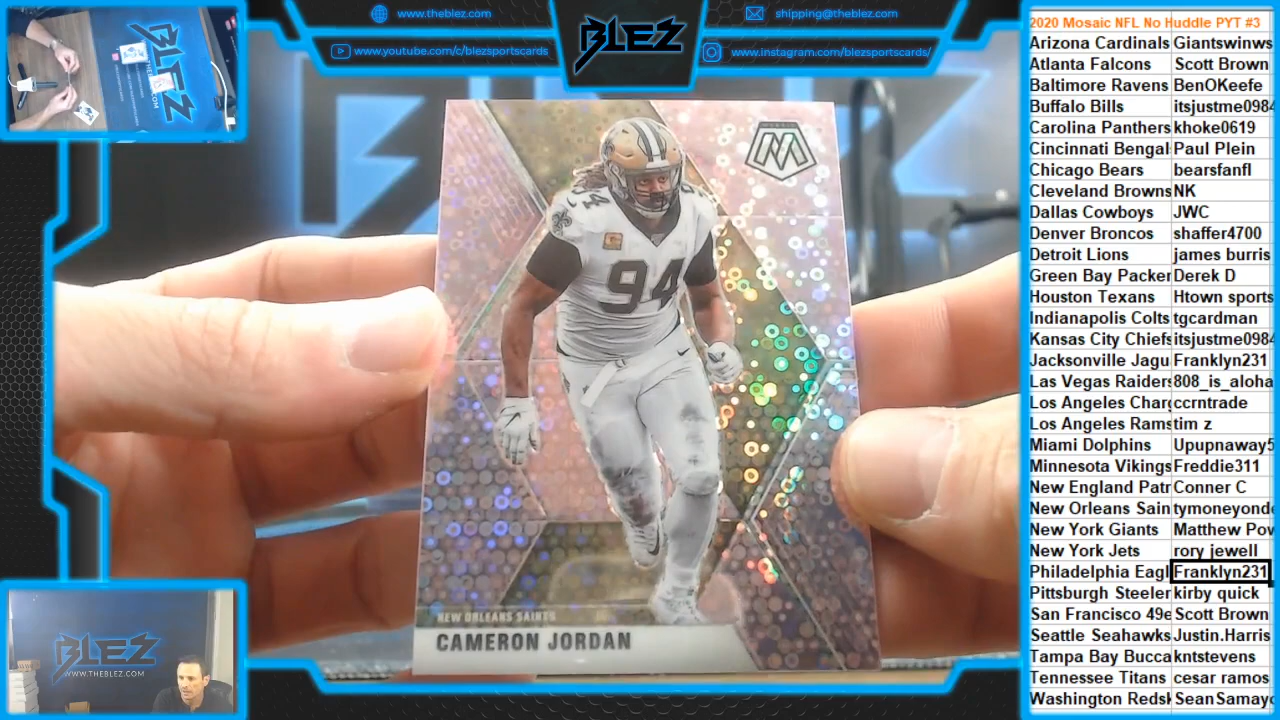 www.theblez.com
www.youtube.com/c/blezsportscards
BLEZ
shipping@theblez.com
www.instagram.com/blezsportscards/
BLEZ
THEBLEZ.COM
MOSAIC
94
94
NEW ORLEANS SAINTS
CAMERON JORDAN
BLEZ
WWW.THEBLEZ.COM
2020 Mosaic NFL No Huddle PYT #3
Arizona Cardinals Giantswinws
Atlanta Falcons Scott Brown
Baltimore Ravens BenOKeefe
Buffalo Bills itsjustme0984
Carolina Panthers khoke0619
Cincinnati Bengal Paul Plein
Chicago Bears bearsfanfl
Cleveland Browns NK
Dallas Cowboys JWC
Denver Broncos shaffer4700
Detroit Lions james burris
Green Bay Packer Derek D
Houston Texans Htown sports
Indianapolis Colts tgcardman
Kansas City Chiefs itsjustme0984
Jacksonville Jagu Franklyn231
Las Vegas Raiders 808_is_aloha
Los Angeles Charg ccrntrade
Los Angeles Rams tim z
Miami Dolphins Upupnaway5
Minnesota Vikings Freddie311
New England Patr Conner C
New Orleans Sain tymoneyond
New York Giants Matthew Pov
New York Jets rory jewell
Philadelphia Eagl Franklyn231
Pittsburgh Steeler kirby quick
San Francisco 49e Scott Brown
Seattle Seahawks Justin.Harris
Tampa Bay Bucca kntstevens
Tennessee Titans cesar ramos
Washington Redsk SeanSamayo